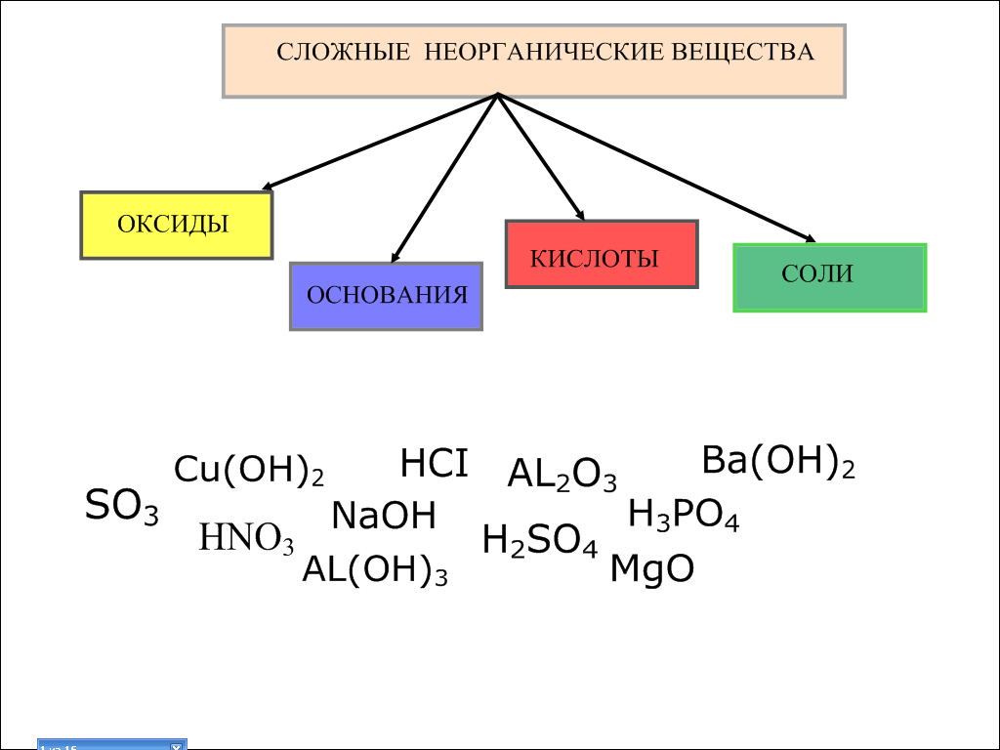 СЛОЖНЫЕ НЕОРГАНИЧЕСКИЕ ВЕЩЕСТВА
ОКСИДЫ
ОСНОВАНИЯ
КИСЛОТЫ
СОЛИ
SO₃
Cu(OH)₂
HCl
AL₂O₃
Ba(OH)₂
HNO₃
NaOH
H₂SO₄
H₃PO₄
AL(OH)₃
MgO